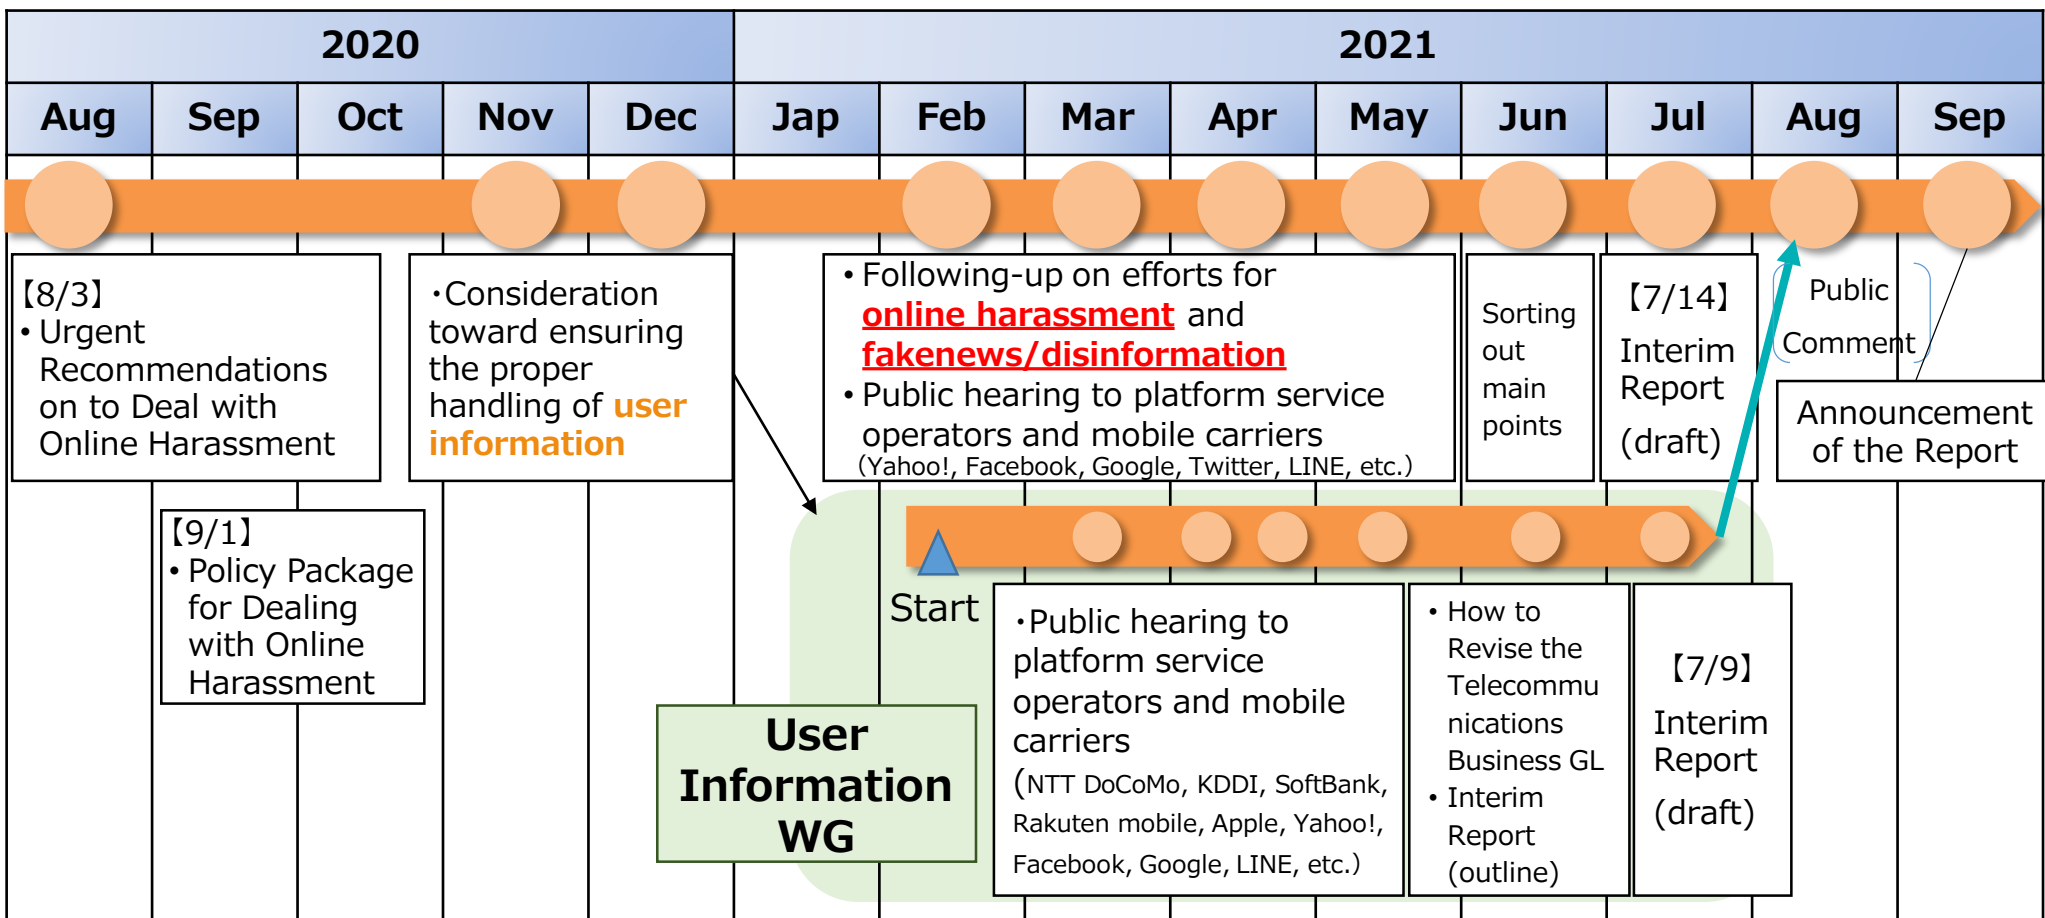 2020
2021
Aug
Sep
Oct
Nov
Dec
Jap
Feb
Mar
Apr
May
Jun
Jul
Aug
Sep
【8/3】
• Urgent
Recommendations
on to Deal with
Online Harassment
【9/1】
• Policy Package
for Dealing
with Online
Harassment
・Consideration
toward ensuring
the proper
handling of user
information
• Following-up on efforts for
online harassment and
fakenews/disinformation
• Public hearing to platform service
operators and mobile carriers
(Yahoo!, Facebook, Google, Twitter, LINE, etc.)
Sorting
out
main
points
【7/14】
Interim
Report
(draft)
Public
Comment
Announcement
of the Report
User
Information
WG
Start
・Public hearing to
platform service
operators and mobile
carriers
(NTT DoCoMo, KDDI, SoftBank,
Rakuten mobile, Apple, Yahoo!,
Facebook, Google, LINE, etc.)
• How to
Revise the
Telecommu
nications
Business GL
• Interim
Report
(outline)
【7/9】
Interim
Report
(draft)